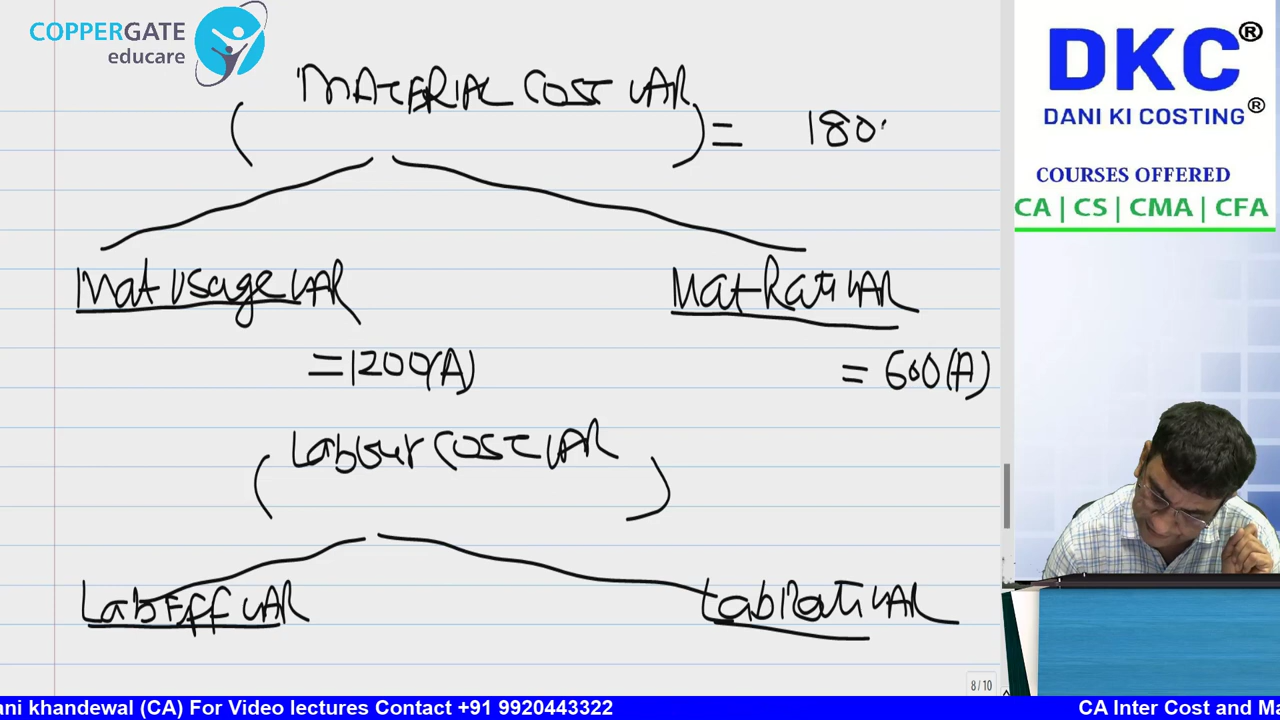 COPPERGATE
educare
MATERIAL COST VAR
( ) = 180
Mat Usage VAR
Mat Rate VAR
= 1200(A)
= 600(A)
( Labour Cost VAR )
Lab Eff VAR
Lab Rate VAR
8 / 10
DKC®
DANI KI COSTING®
COURSES OFFERED
CA | CS | CMA | CFA
ani khandewal (CA) For Video lectures Contact +91 9920443322
CA Inter Cost and Ma